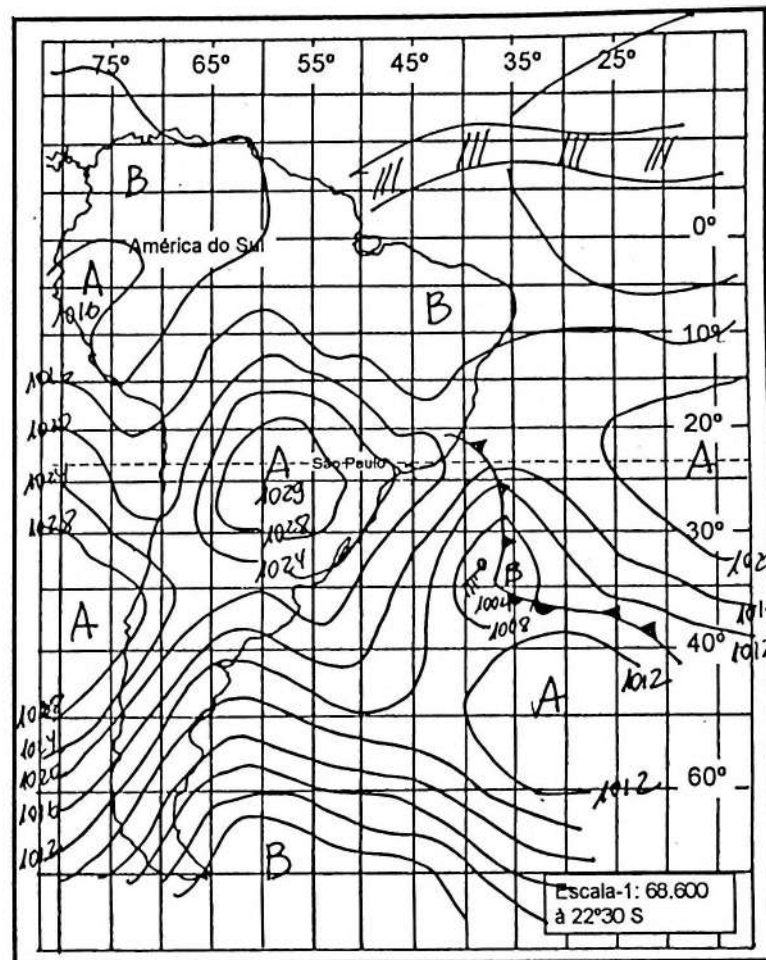 75º 65º 55º 45º 35º 25º
B
0º
América do Sul
A
1016
B
10º
1012
20º
1020
A
São Paulo
A
1029
1024
1028
30º
1028
1024
B
1004
1008
A
40º
1012
1012
A
1028
1024
1020
60º
1012
1016
1012
B
Escala-1: 68.600
à 22º30 S